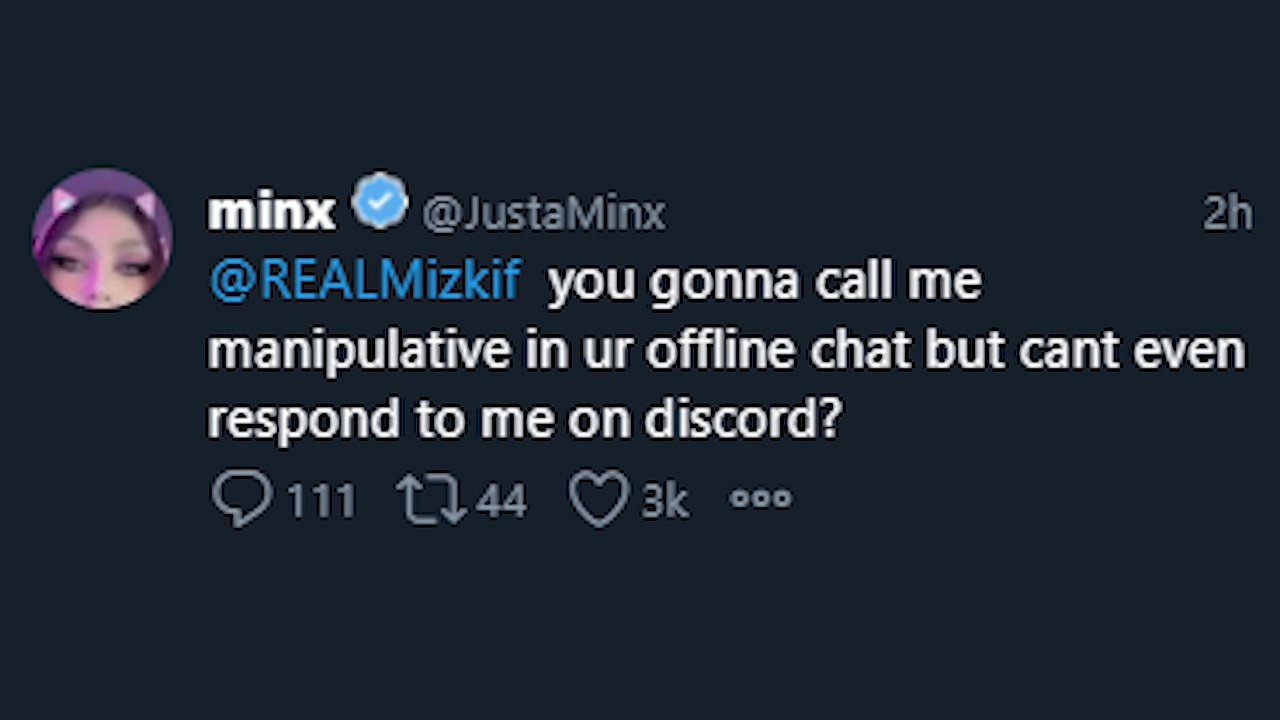 minx @JustaMinx 2h
@REALMizkif you gonna call me
manipulative in ur offline chat but cant even
respond to me on discord?
111 44 3k